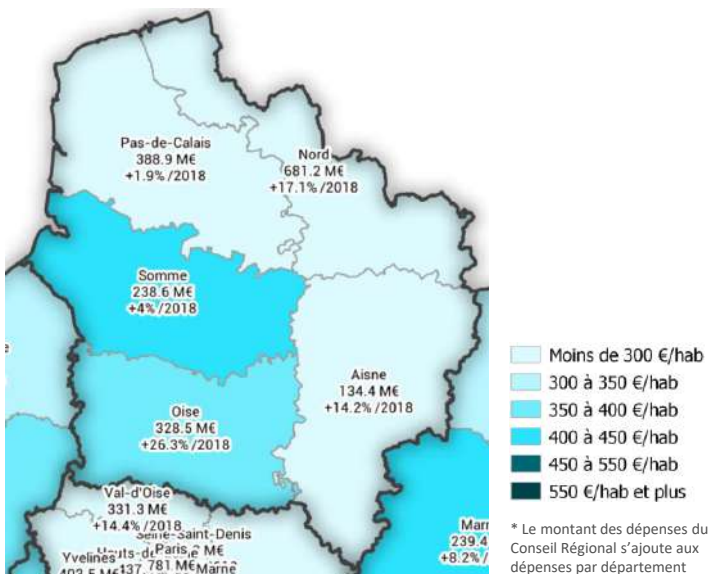 Pas-de-Calais
388.9 M€
+1.9% /2018
Nord
681.2 M€
+17.1% /2018
Somme
238.6 M€
+4% /2018
Aisne
134.4 M€
+14.2% /2018
Oise
328.5 M€
+26.3% /2018
Val-d'Oise
331.3 M€
+14.4% /2018
Seine-Saint-Denis
Paris
Yvelines
781 M€
Marne
239.4
+8.2% /
Moins de 300 €/hab
300 à 350 €/hab
350 à 400 €/hab
400 à 450 €/hab
450 à 550 €/hab
550 €/hab et plus
* Le montant des dépenses du
Conseil Régional s'ajoute aux
dépenses par département